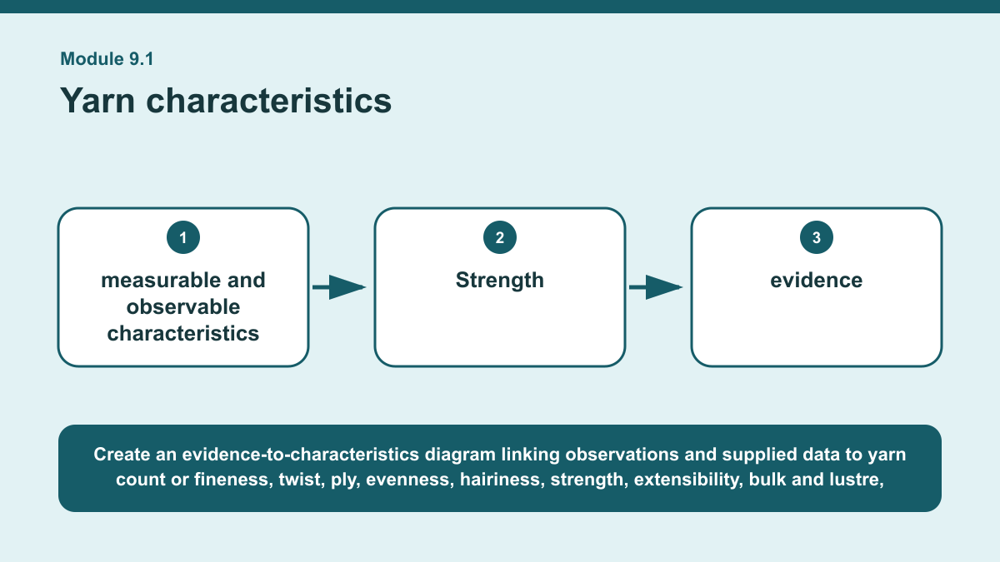 Module 9.1
Yarn characteristics
1
measurable and
observable
characteristics
2
Strength
3
evidence
Create an evidence-to-characteristics diagram linking observations and supplied data to yarn
count or fineness, twist, ply, evenness, hairiness, strength, extensibility, bulk and lustre,